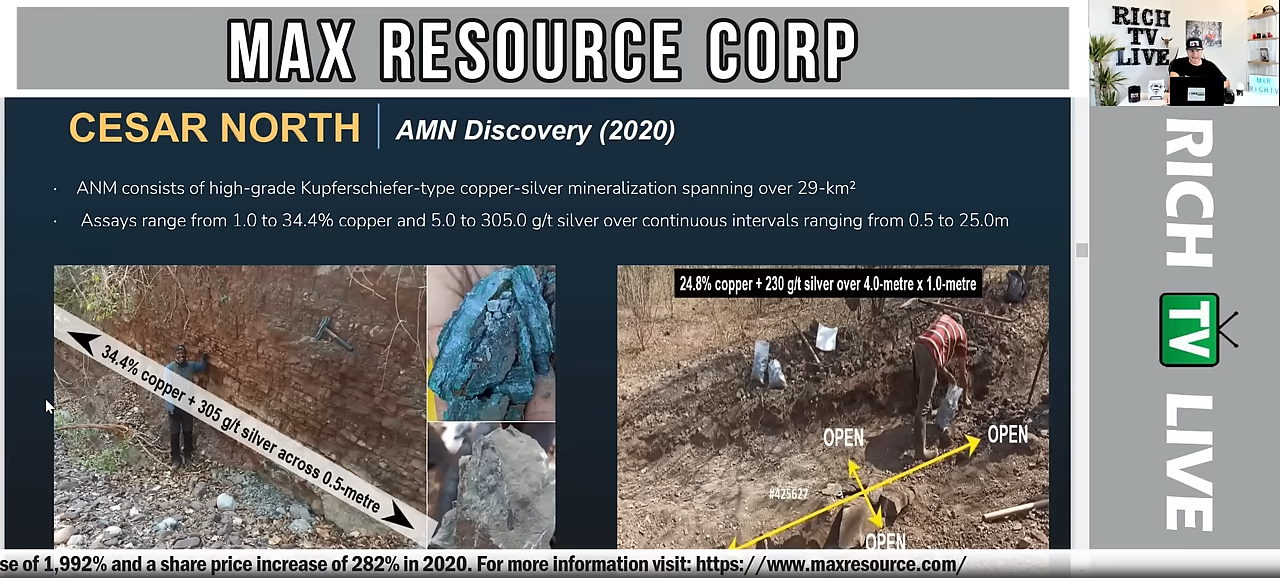 MAX RESOURCE CORP
RICH
TV
LIVE
CESAR NORTH
AMN Discovery (2020)
· ANM consists of high-grade Kupferschiefer-type copper-silver mineralization spanning over 29-km²
· Assays range from 1.0 to 34.4% copper and 5.0 to 305.0 g/t silver over continuous intervals ranging from 0.5 to 25.0m
34.4% copper + 305 g/t silver across 0.5-metre
24.8% copper + 230 g/t silver over 4.0-metre x 1.0-metre
OPEN
OPEN
#425627
OPEN
RICH
TV
LIVE
se of 1,992% and a share price increase of 282% in 2020. For more information visit: https://www.maxresource.com/